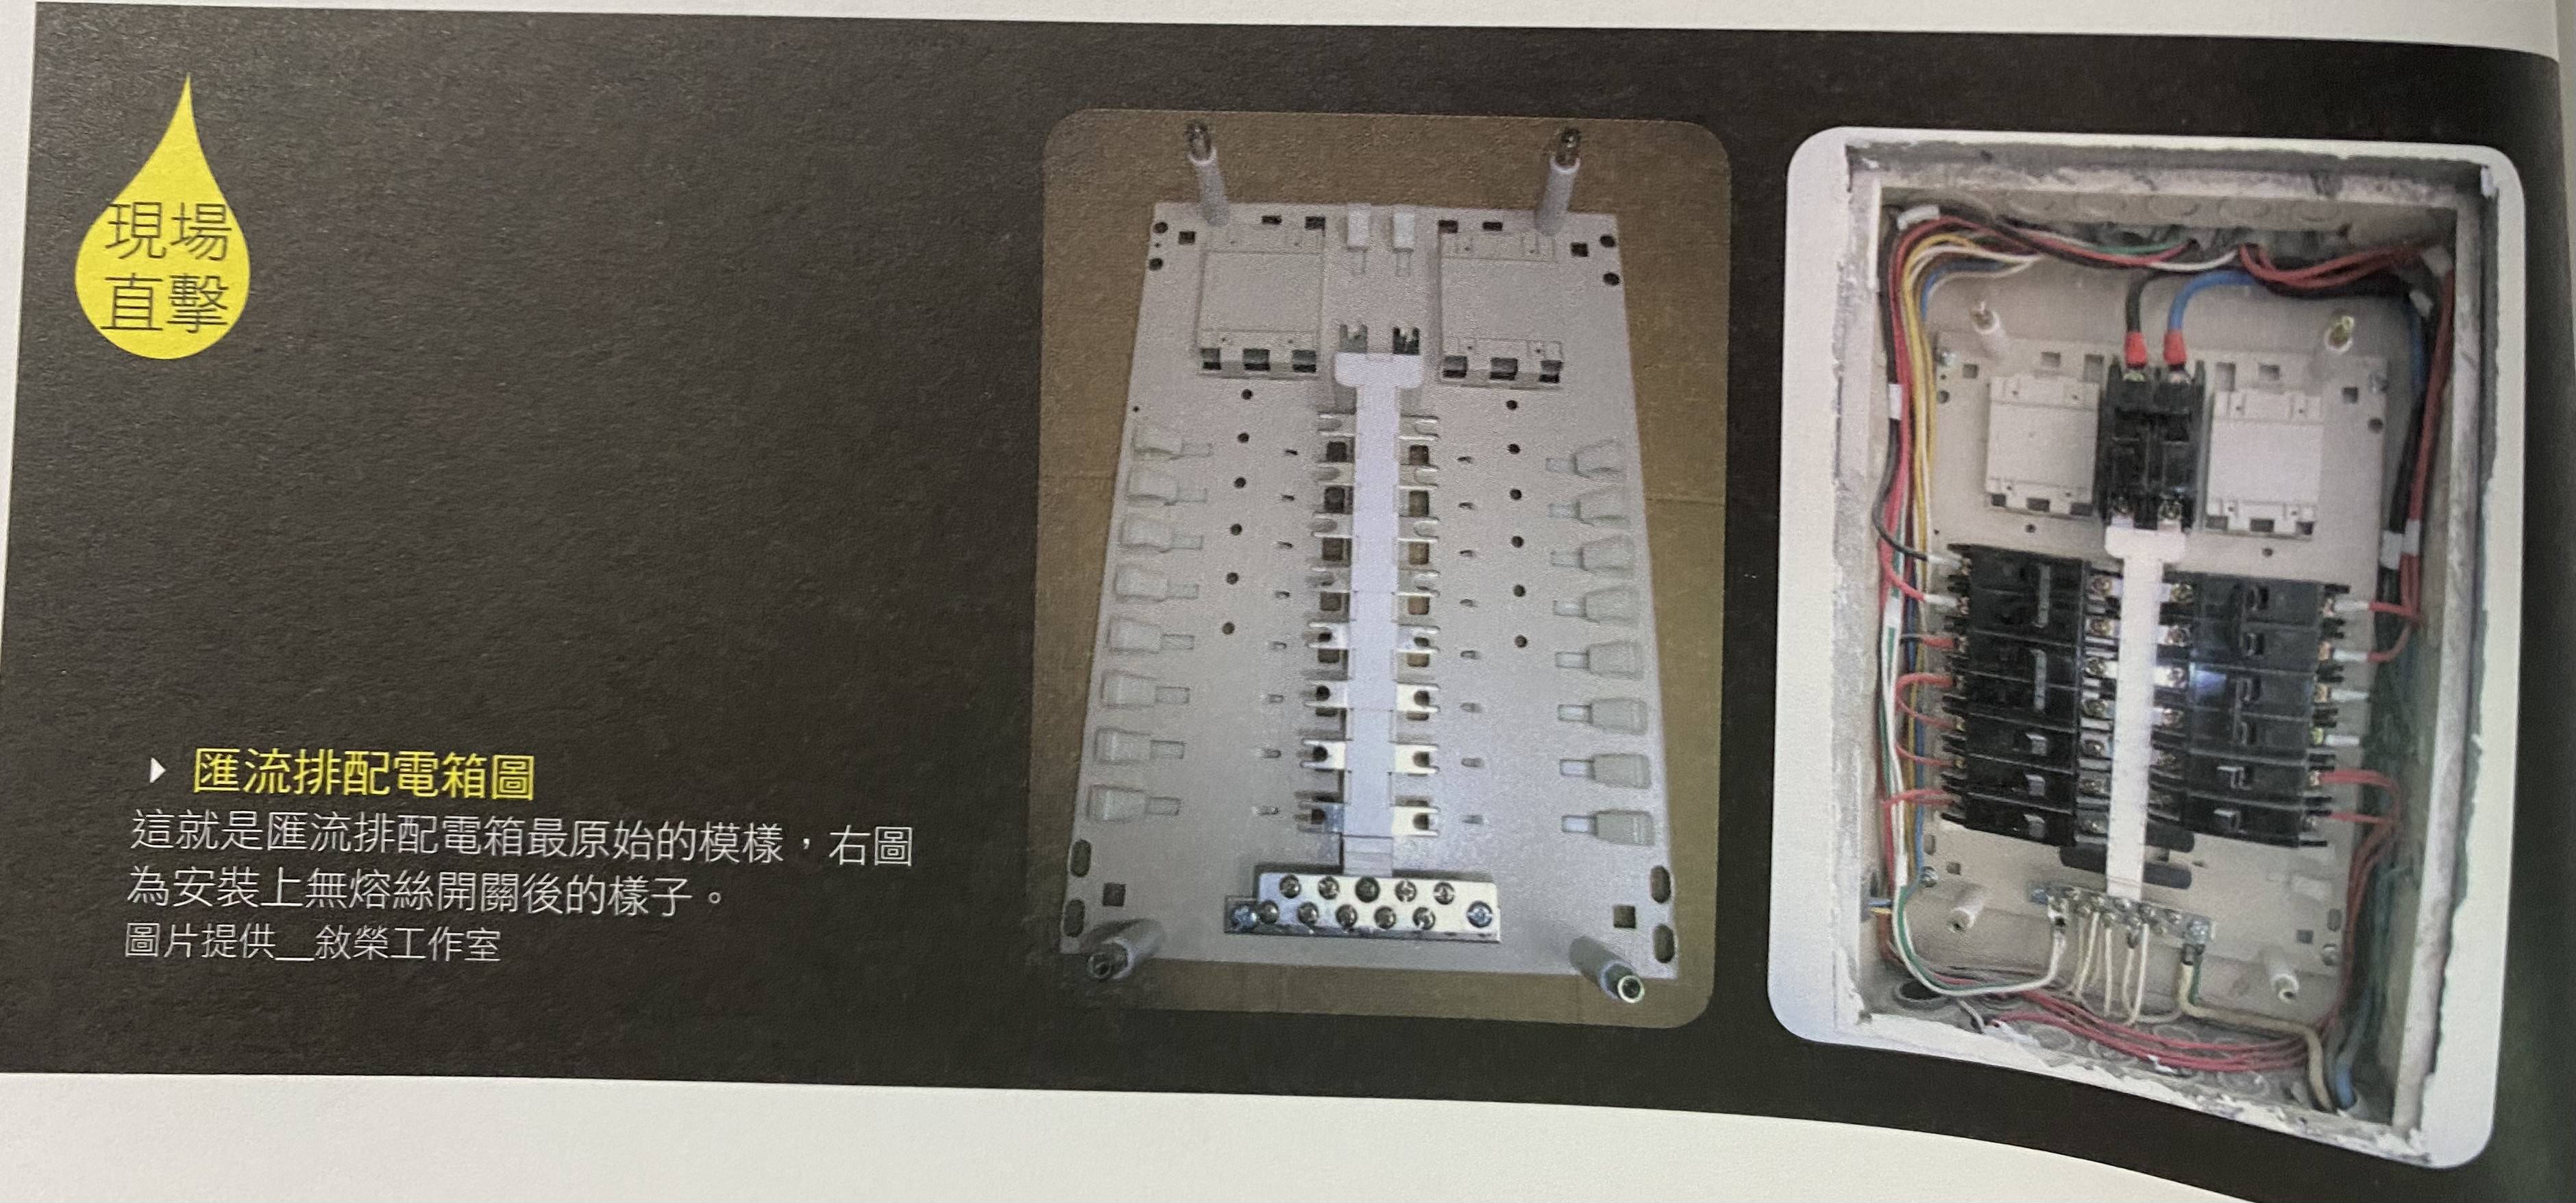 現場
直擊
匯流排配電箱圖
這就是匯流排配電箱最原始的模樣，右圖
為安裝上無熔絲開關後的樣子。
圖片提供__敘榮工作室